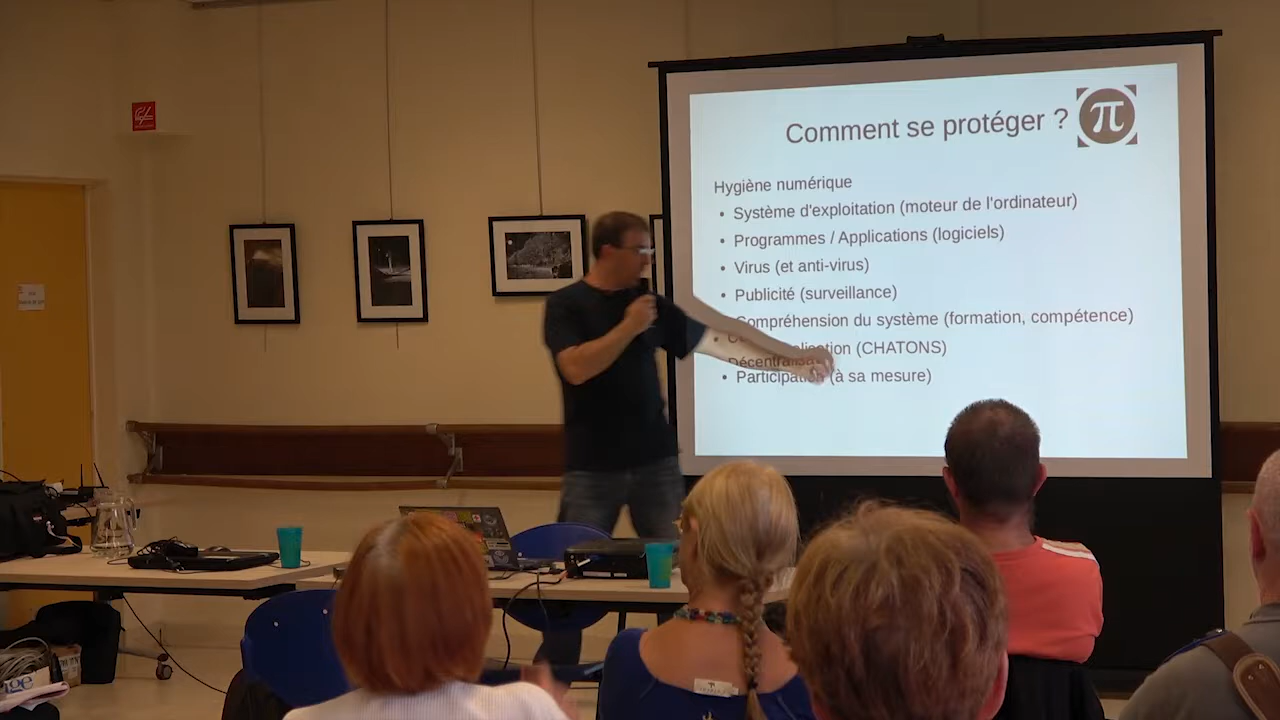 Comment se protéger ?
π
Hygiène numérique
• Système d'exploitation (moteur de l'ordinateur)
• Programmes / Applications (logiciels)
• Virus (et anti-virus)
• Publicité (surveillance)
Compréhension du système (formation, compétence)
(CHATONS)
• Participation (à sa mesure)